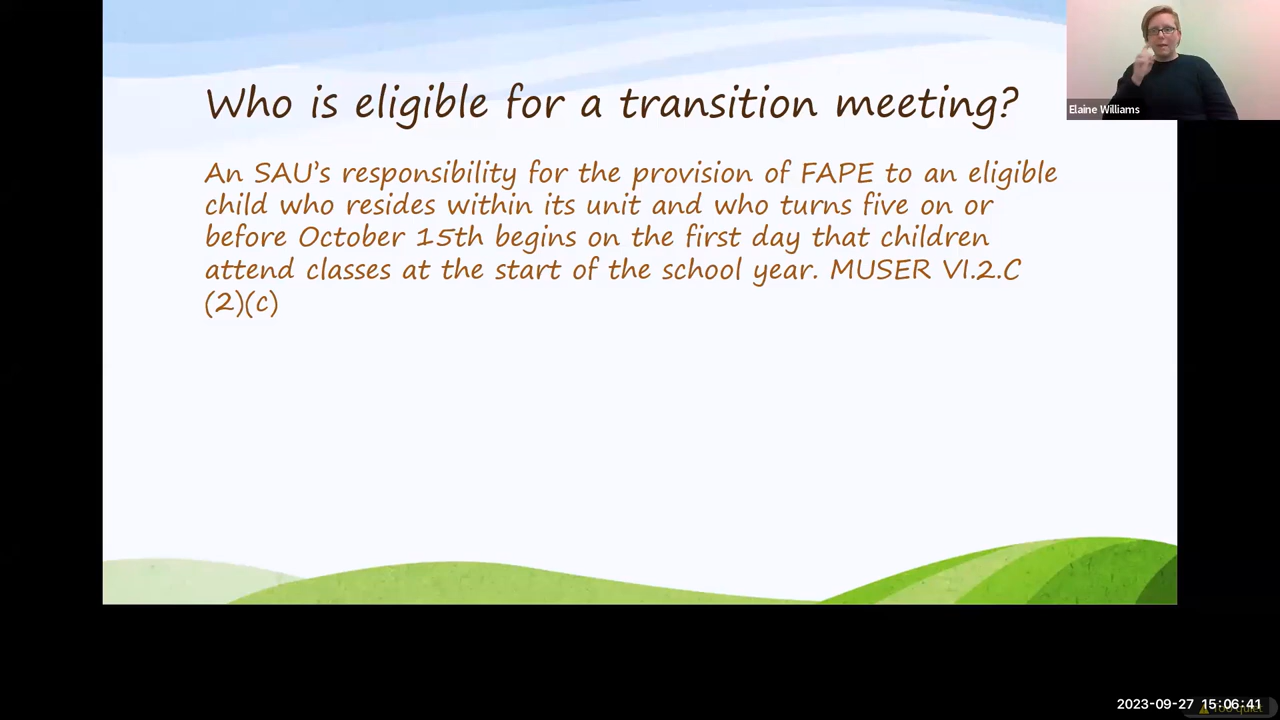 Who is eligible for a transition meeting?
Elaine Williams
An SAU's responsibility for the provision of FAPE to an eligible
child who resides within its unit and who turns five on or
before October 15th begins on the first day that children
attend classes at the start of the school year. MUSER VI.2.C
(2)(c)
2023-09-27 15:06:41